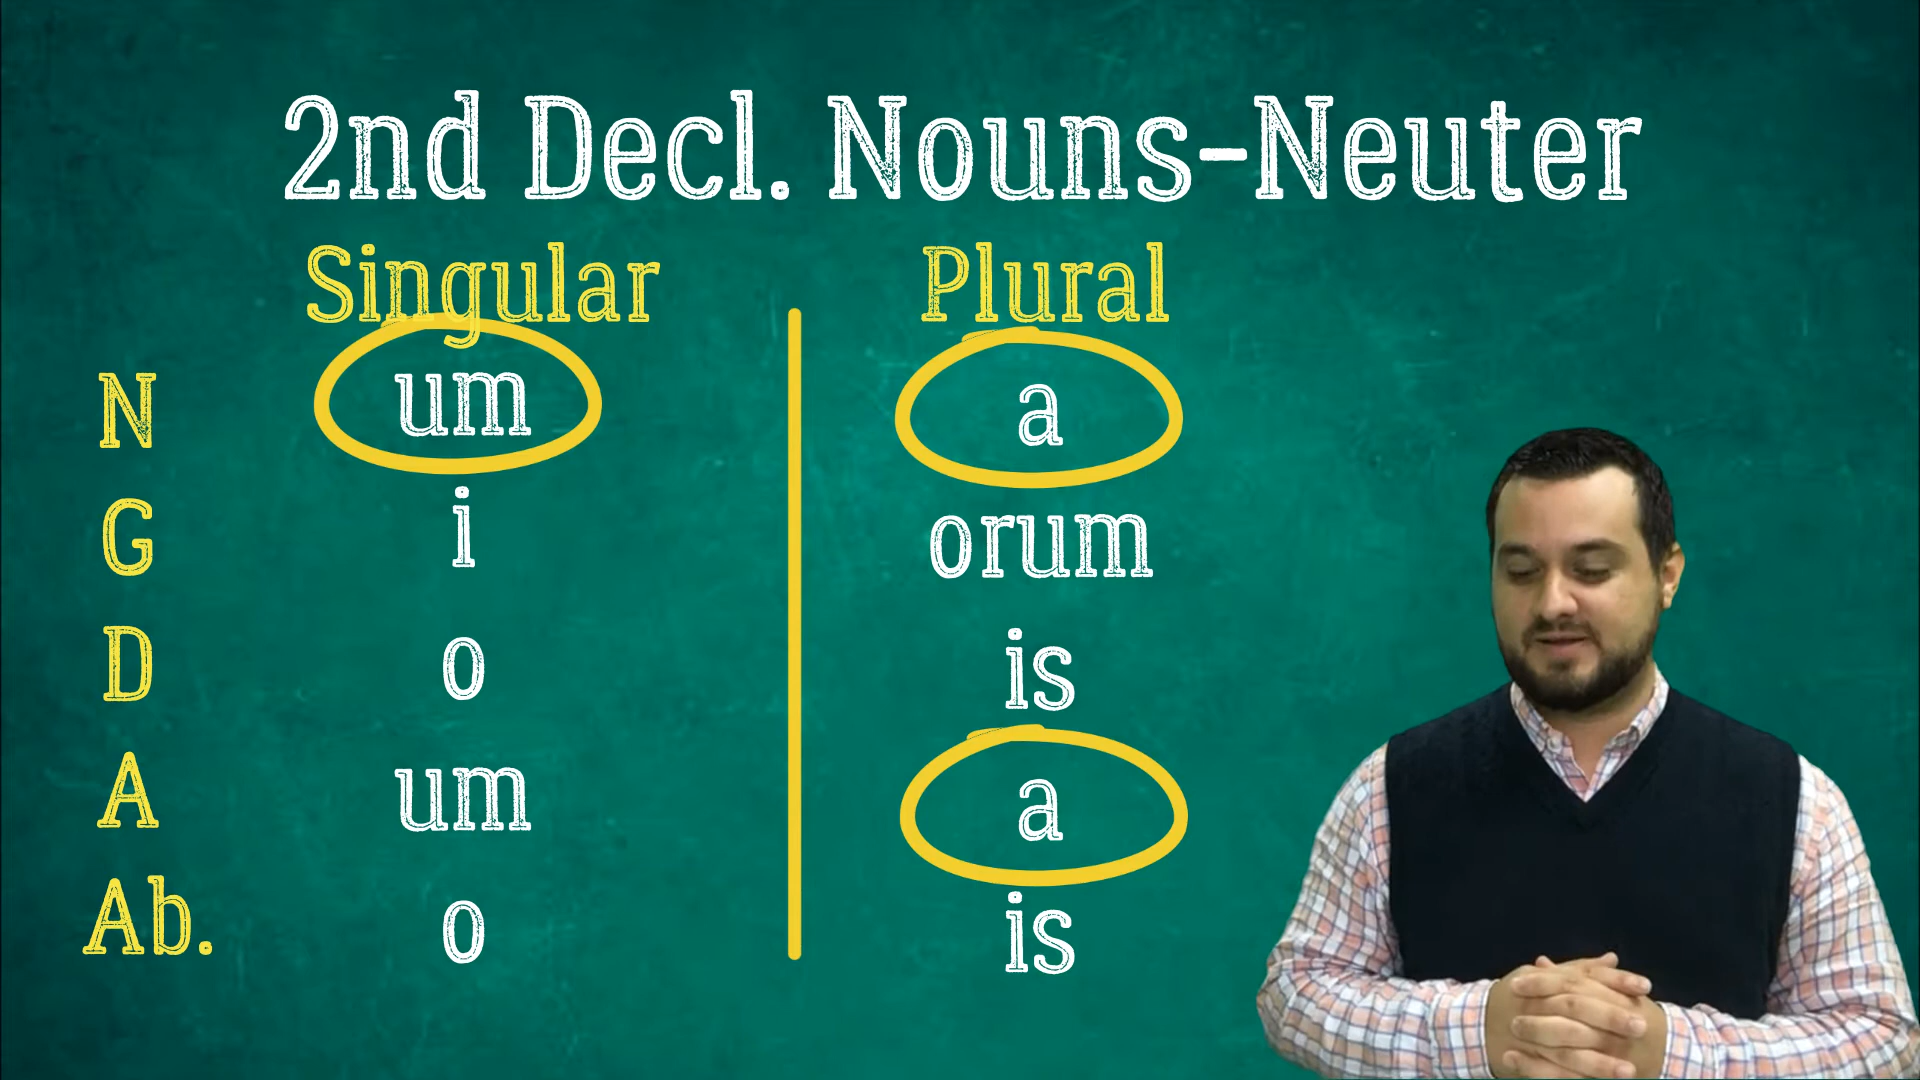 2nd Decl. Nouns-Neuter
Singular Plural
N um a
G i orum
D o is
A um a
Ab. o is